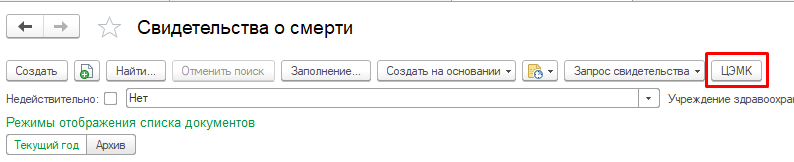 Свидетельства о смерти
Создать Найти... Отменить поиск Заполнение... Создать на основании Запрос свидетельства ЦЭМК
Недействительно: Нет Учреждение здравоохран
Режимы отображения списка документов
Текущий год Архив